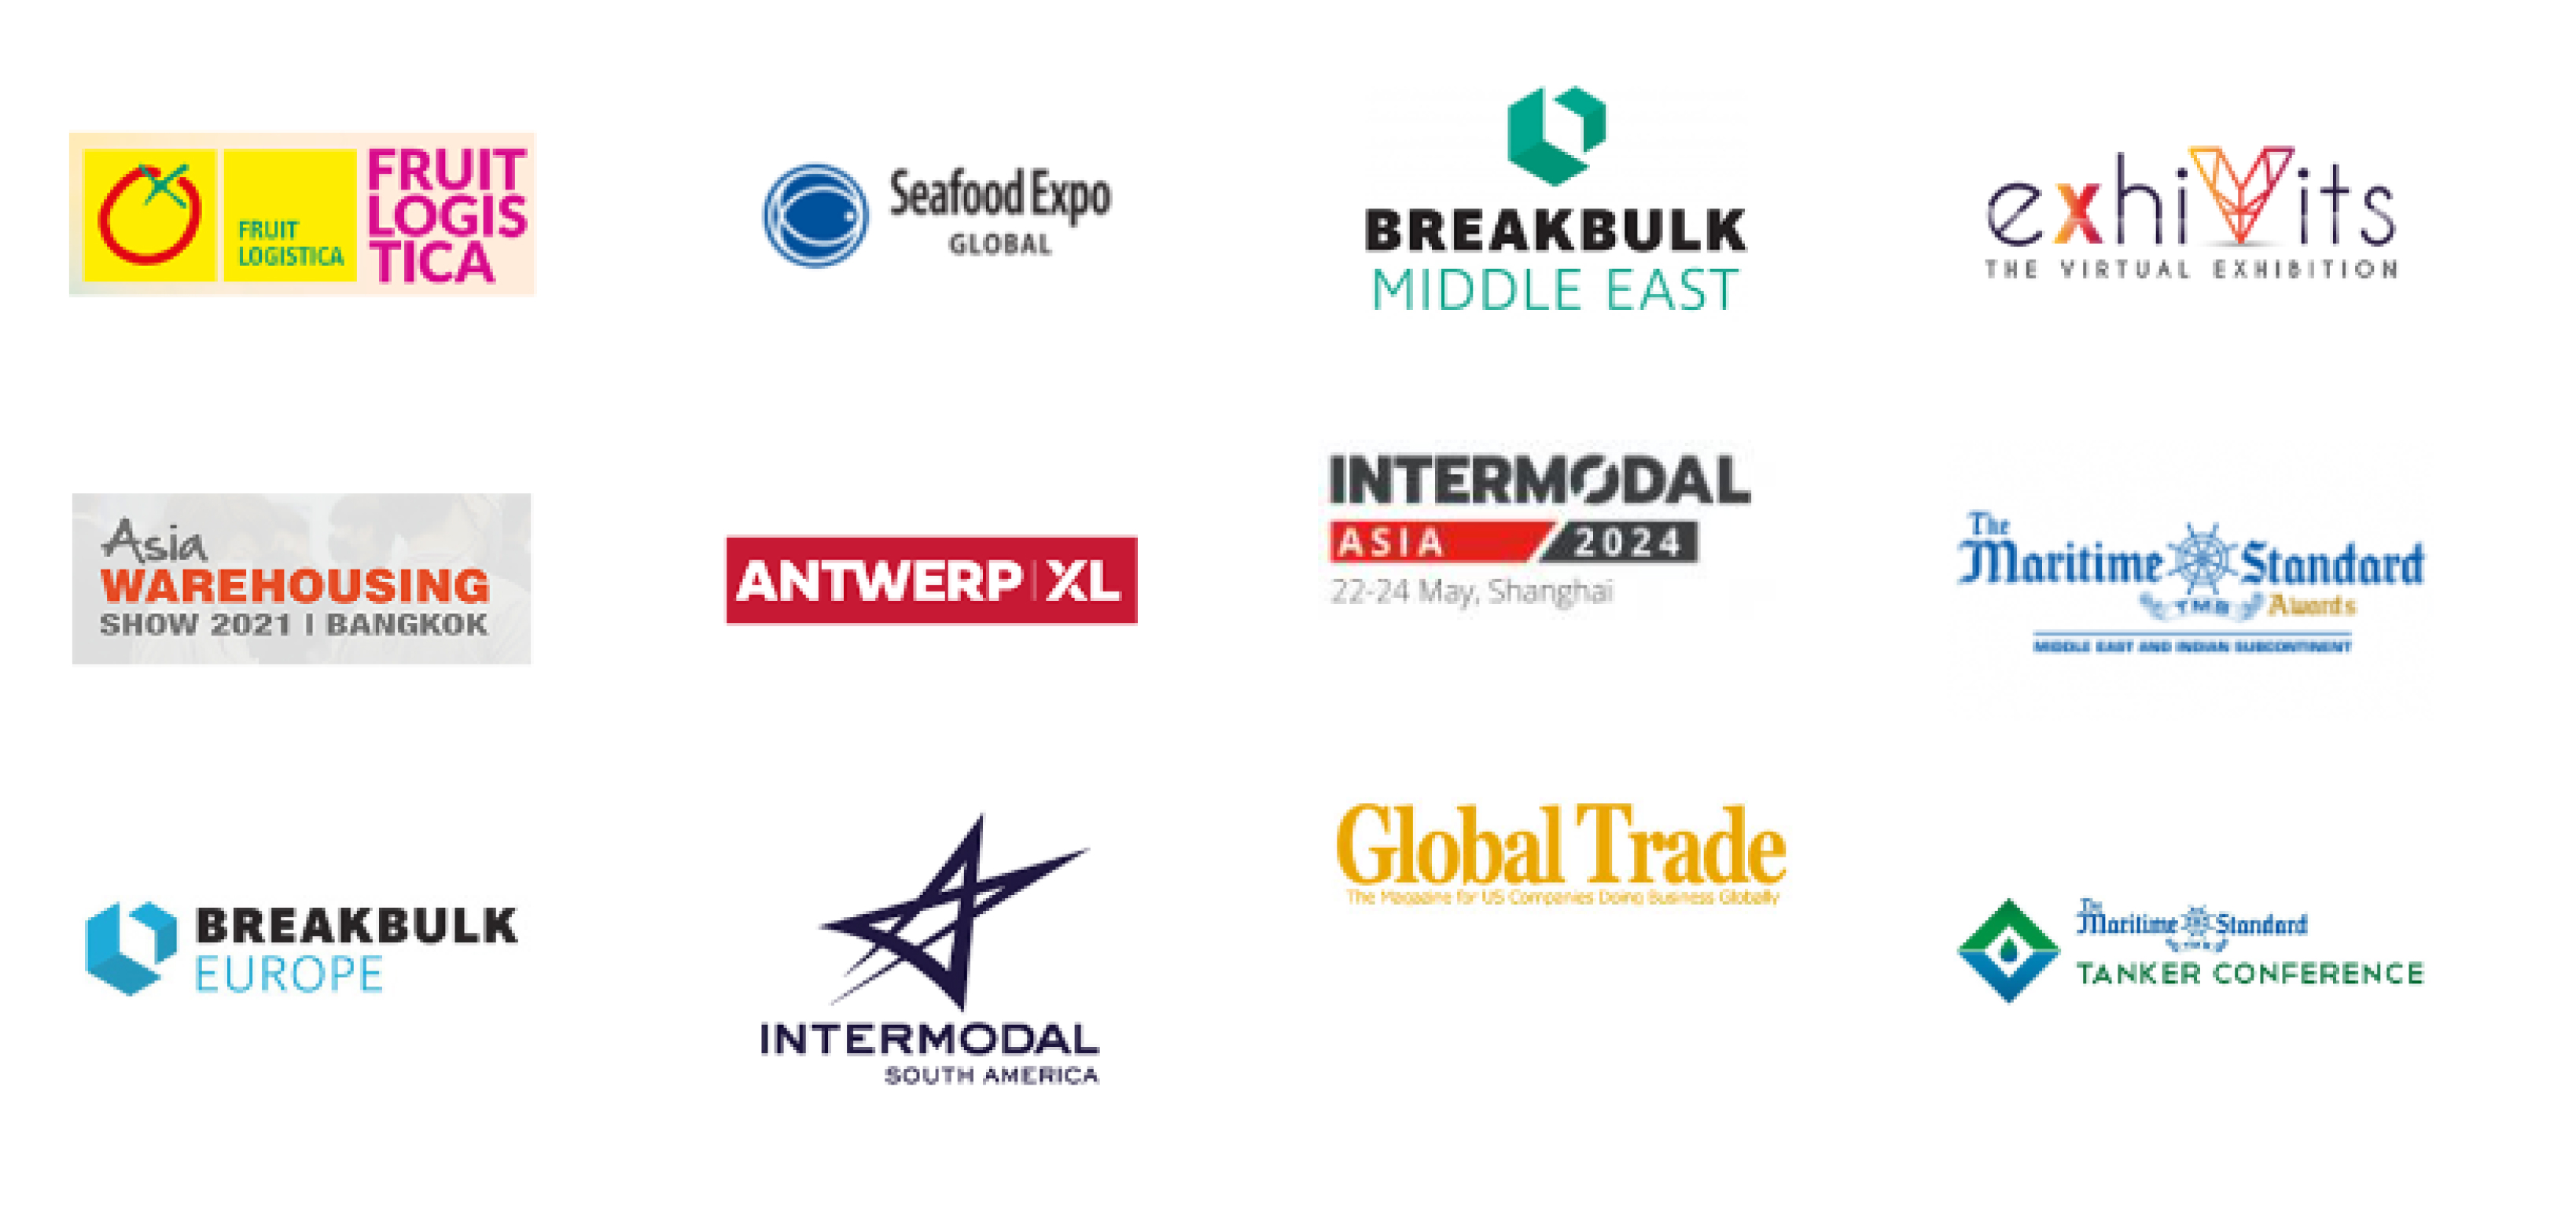 FRUIT
LOGISTICA
FRUIT
LOGIS
TICA
Seafood Expo
GLOBAL
BREAKBULK
MIDDLE EAST
exhiVits
THE VIRTUAL EXHIBITION
Asia
WAREHOUSING
SHOW 2021 | BANGKOK
ANTWERP|XL
INTERMODAL
ASIA 2024
22-24 May, Shanghai
The
Maritime Standard
TMS Awards
MIDDLE EAST AND INDIAN SUBCONTINENT
BREAKBULK
EUROPE
INTERMODAL
SOUTH AMERICA
Global Trade
The Magazine for US Companies Doing Business Globally
The
Maritime Standard
TMS
TANKER CONFERENCE